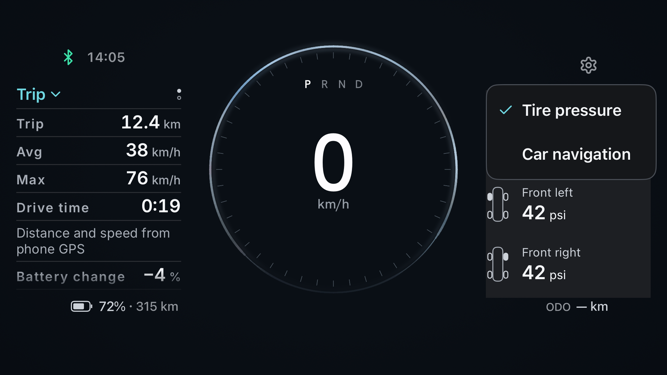 14:05
Trip
Trip 12.4 km
Avg 38 km/h
Max 76 km/h
Drive time 0:19
Distance and speed from
phone GPS
Battery change −4 %
72% · 315 km
P R N D
0
km/h
Tire pressure
Car navigation
Front left
42 psi
Front right
42 psi
ODO — km